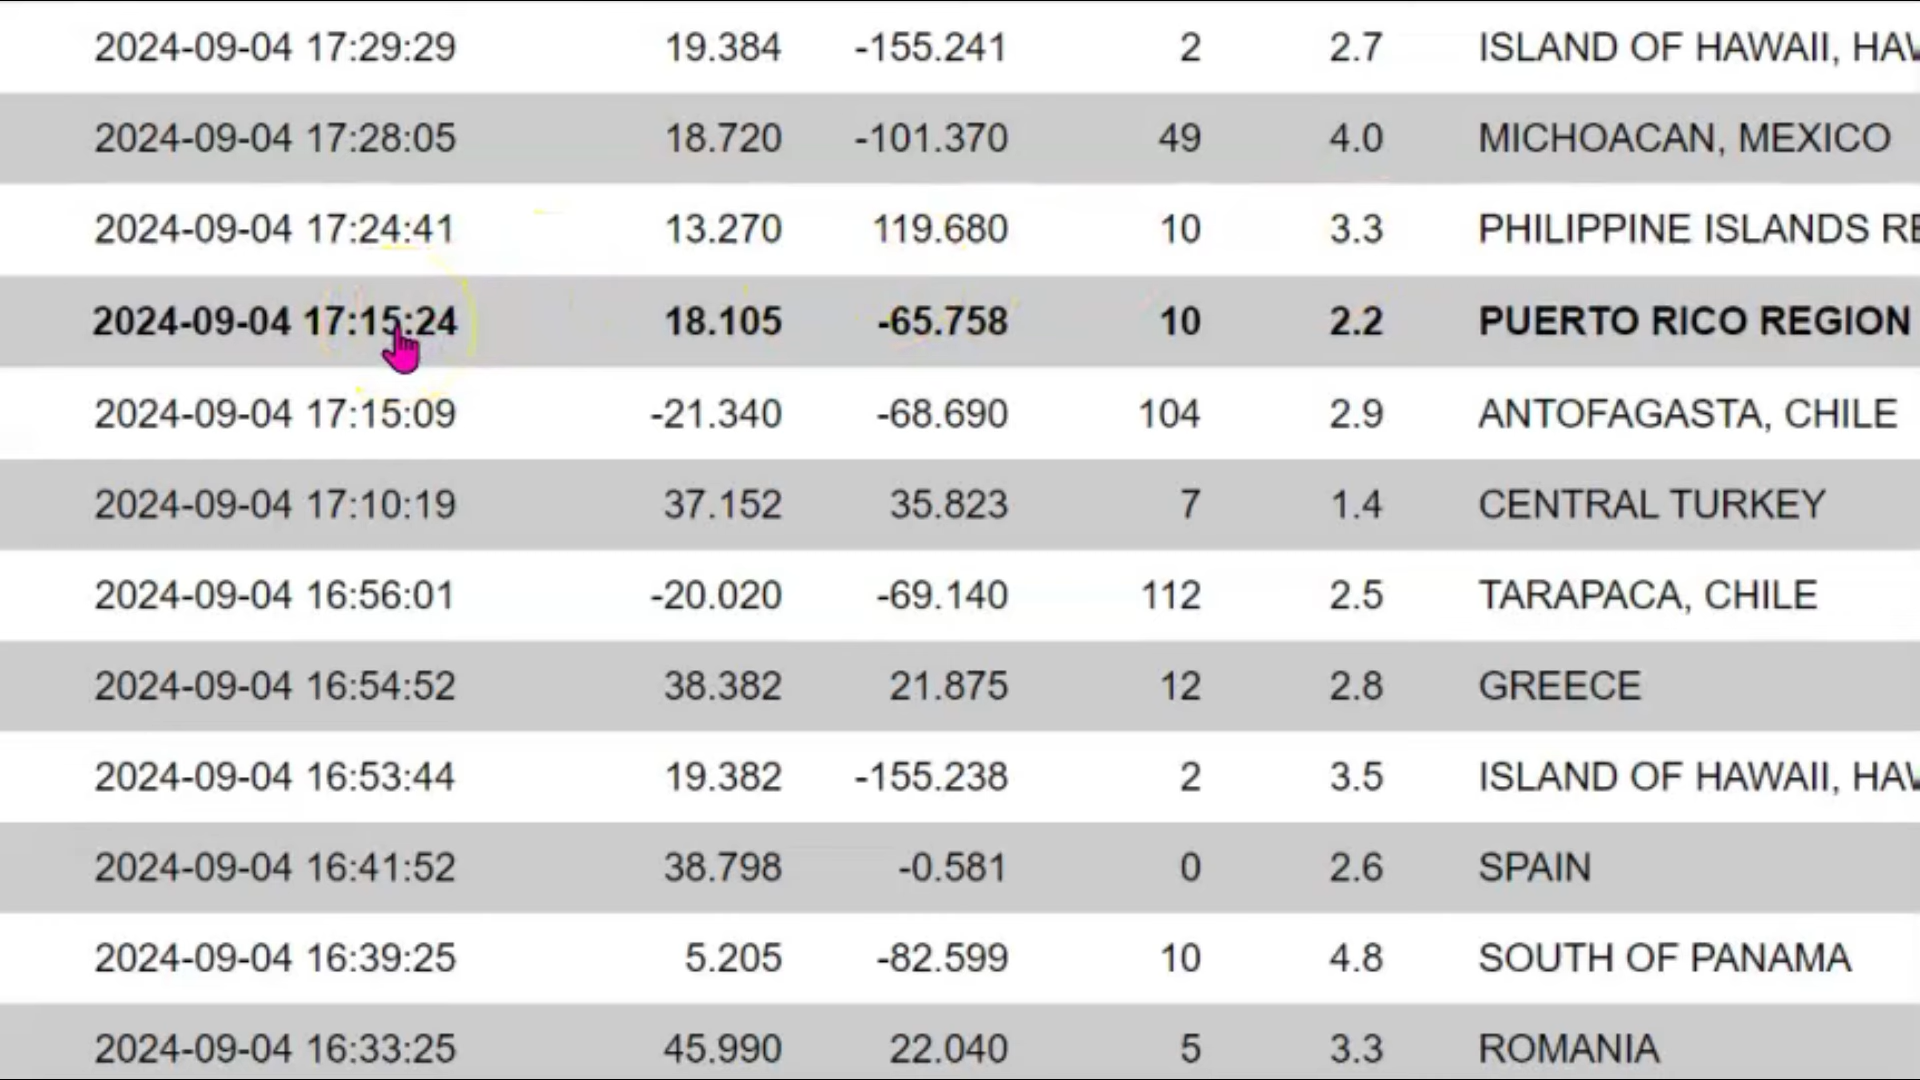 2024-09-04 17:29:29 19.384 -155.241 2 2.7 ISLAND OF HAWAII, HAW
2024-09-04 17:28:05 18.720 -101.370 49 4.0 MICHOACAN, MEXICO
2024-09-04 17:24:41 13.270 119.680 10 3.3 PHILIPPINE ISLANDS RE
2024-09-04 17:15:24 18.105 -65.758 10 2.2 PUERTO RICO REGION
2024-09-04 17:15:09 -21.340 -68.690 104 2.9 ANTOFAGASTA, CHILE
2024-09-04 17:10:19 37.152 35.823 7 1.4 CENTRAL TURKEY
2024-09-04 16:56:01 -20.020 -69.140 112 2.5 TARAPACA, CHILE
2024-09-04 16:54:52 38.382 21.875 12 2.8 GREECE
2024-09-04 16:53:44 19.382 -155.238 2 3.5 ISLAND OF HAWAII, HAW
2024-09-04 16:41:52 38.798 -0.581 0 2.6 SPAIN
2024-09-04 16:39:25 5.205 -82.599 10 4.8 SOUTH OF PANAMA
2024-09-04 16:33:25 45.990 22.040 5 3.3 ROMANIA